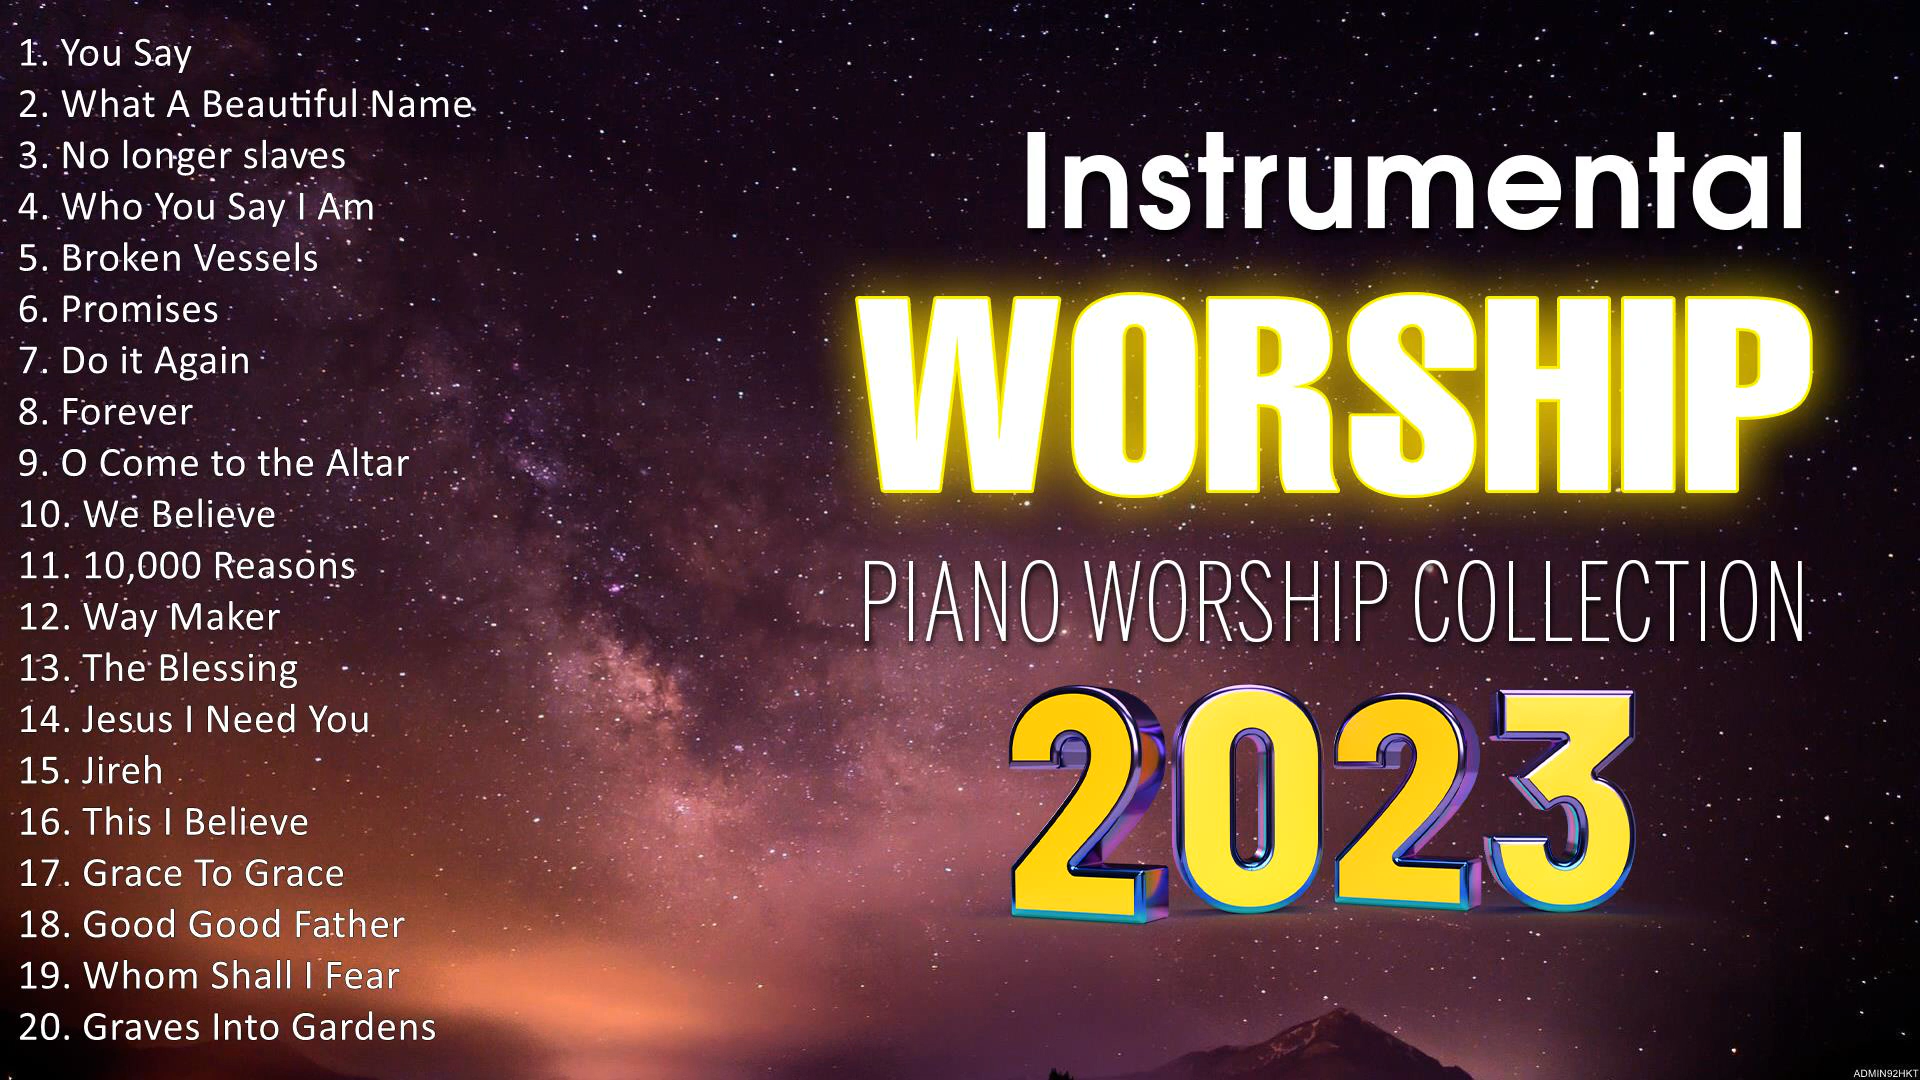 1. You Say
2. What A Beautiful Name
3. No longer slaves
4. Who You Say I Am
5. Broken Vessels
6. Promises
7. Do it Again
8. Forever
9. O Come to the Altar
10. We Believe
11. 10,000 Reasons
12. Way Maker
13. The Blessing
14. Jesus I Need You
15. Jireh
16. This I Believe
17. Grace To Grace
18. Good Good Father
19. Whom Shall I Fear
20. Graves Into Gardens
Instrumental
WORSHIP
PIANO WORSHIP COLLECTION
2023
ADMIN92HKT